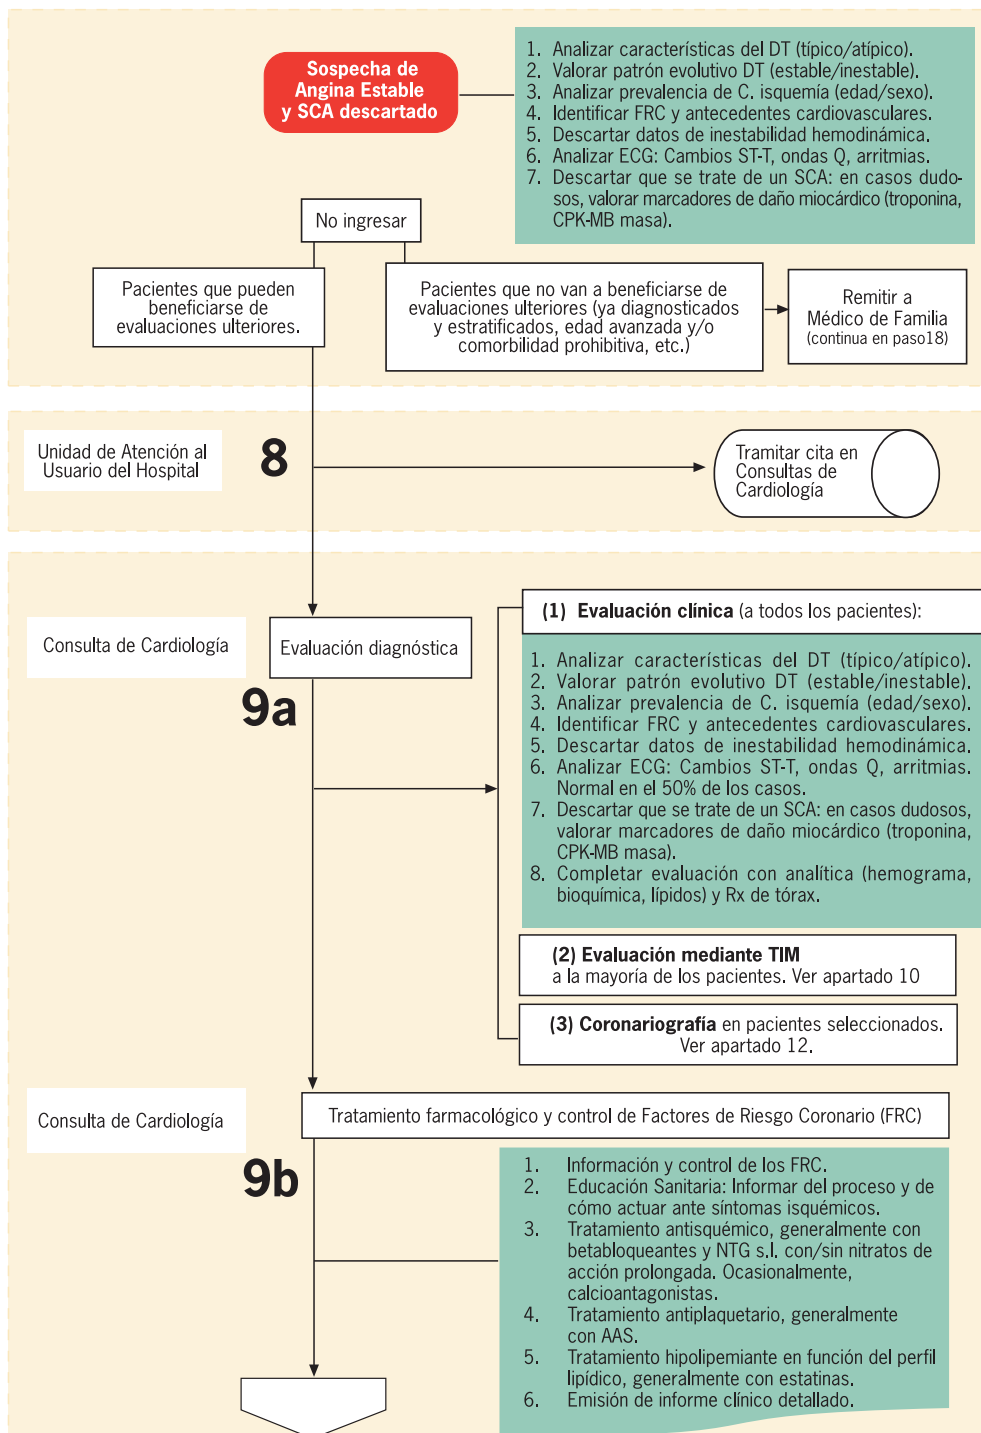 Sospecha de
Angina Estable
y SCA descartado
1. Analizar características del DT (típico/atípico).
2. Valorar patrón evolutivo DT (estable/inestable).
3. Analizar prevalencia de C. isquemía (edad/sexo).
4. Identificar FRC y antecedentes cardiovasculares.
5. Descartar datos de inestabilidad hemodinámica.
6. Analizar ECG: Cambios ST-T, ondas Q, arritmias.
7. Descartar que se trate de un SCA: en casos dudo-
sos, valorar marcadores de daño miocárdico (troponina,
CPK-MB masa).
No ingresar
Pacientes que pueden
beneficiarse de
evaluaciones ulteriores.
Pacientes que no van a beneficiarse de
evaluaciones ulteriores (ya diagnosticados
y estratificados, edad avanzada y/o
comorbilidad prohibitiva, etc.)
Remitir a
Médico de Familia
(continua en paso18)
Unidad de Atención al
Usuario del Hospital
8
Tramitar cita en
Consultas de
Cardiología
Consulta de Cardiología
Evaluación diagnóstica
9a
(1) Evaluación clínica (a todos los pacientes):
1. Analizar características del DT (típico/atípico).
2. Valorar patrón evolutivo DT (estable/inestable).
3. Analizar prevalencia de C. isquemía (edad/sexo).
4. Identificar FRC y antecedentes cardiovasculares.
5. Descartar datos de inestabilidad hemodinámica.
6. Analizar ECG: Cambios ST-T, ondas Q, arritmias.
Normal en el 50% de los casos.
7. Descartar que se trate de un SCA: en casos dudosos,
valorar marcadores de daño miocárdico (troponina,
CPK-MB masa).
8. Completar evaluación con analítica (hemograma,
bioquímica, lípidos) y Rx de tórax.
(2) Evaluación mediante TIM
a la mayoría de los pacientes. Ver apartado 10
(3) Coronariografía en pacientes seleccionados.
Ver apartado 12.
Consulta de Cardiología
Tratamiento farmacológico y control de Factores de Riesgo Coronario (FRC)
9b
1. Información y control de los FRC.
2. Educación Sanitaria: Informar del proceso y de
cómo actuar ante síntomas isquémicos.
3. Tratamiento antisquémico, generalmente con
betabloqueantes y NTG s.l. con/sin nitratos de
acción prolongada. Ocasionalmente,
calcioantagonistas.
4. Tratamiento antiplaquetario, generalmente
con AAS.
5. Tratamiento hipolipemiante en función del perfil
lipídico, generalmente con estatinas.
6. Emisión de informe clínico detallado.